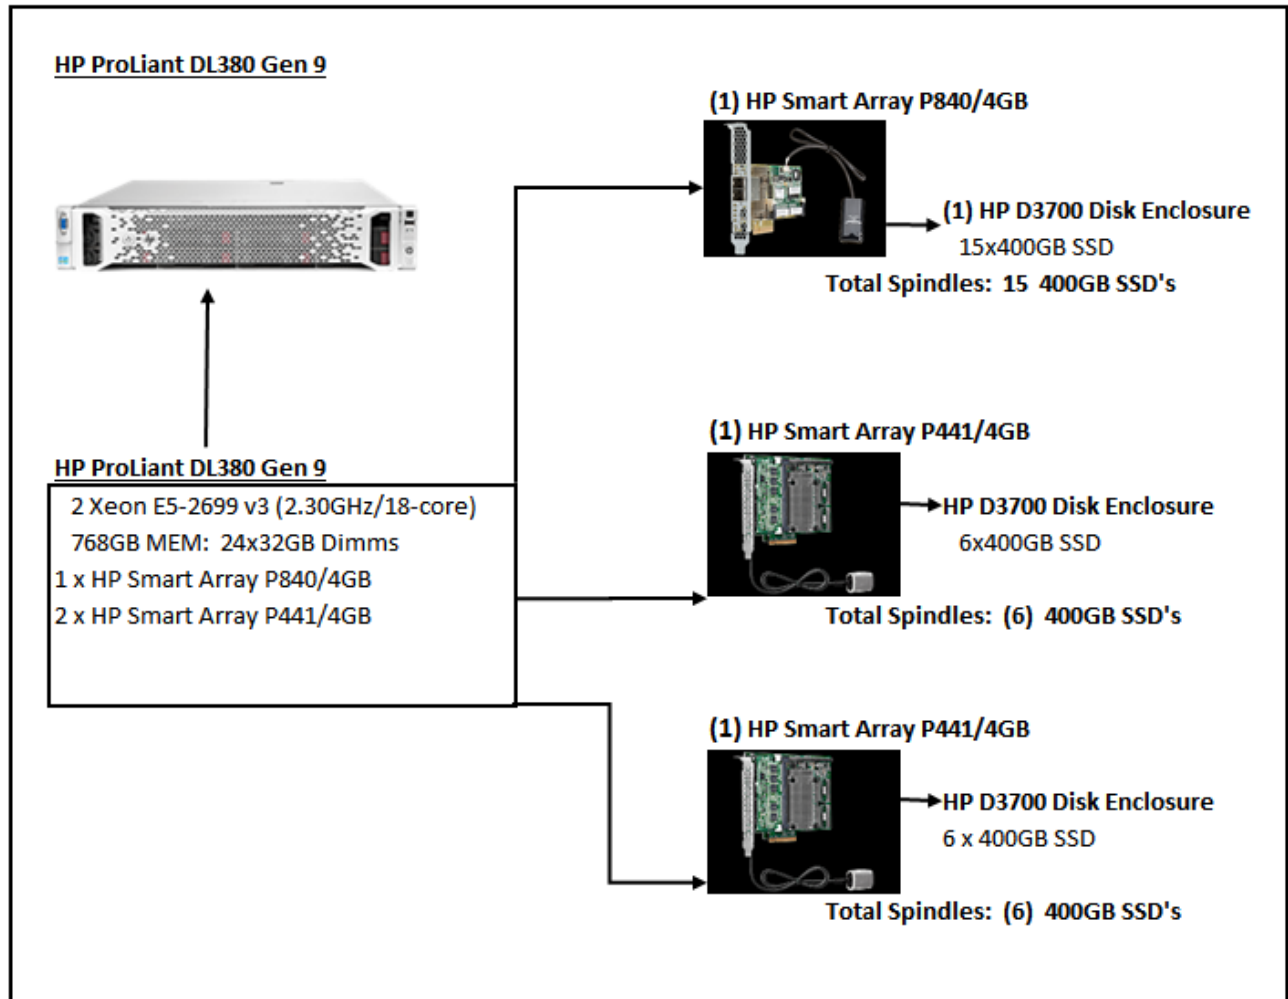 HP ProLiant DL380 Gen 9
(1) HP Smart Array P840/4GB
(1) HP D3700 Disk Enclosure
15x400GB SSD
Total Spindles: 15 400GB SSD's
HP ProLiant DL380 Gen 9
2 Xeon E5-2699 v3 (2.30GHz/18-core)
768GB MEM: 24x32GB Dimms
1 x HP Smart Array P840/4GB
2 x HP Smart Array P441/4GB
(1) HP Smart Array P441/4GB
HP D3700 Disk Enclosure
6x400GB SSD
Total Spindles: (6) 400GB SSD's
(1) HP Smart Array P441/4GB
HP D3700 Disk Enclosure
6 x 400GB SSD
Total Spindles: (6) 400GB SSD's